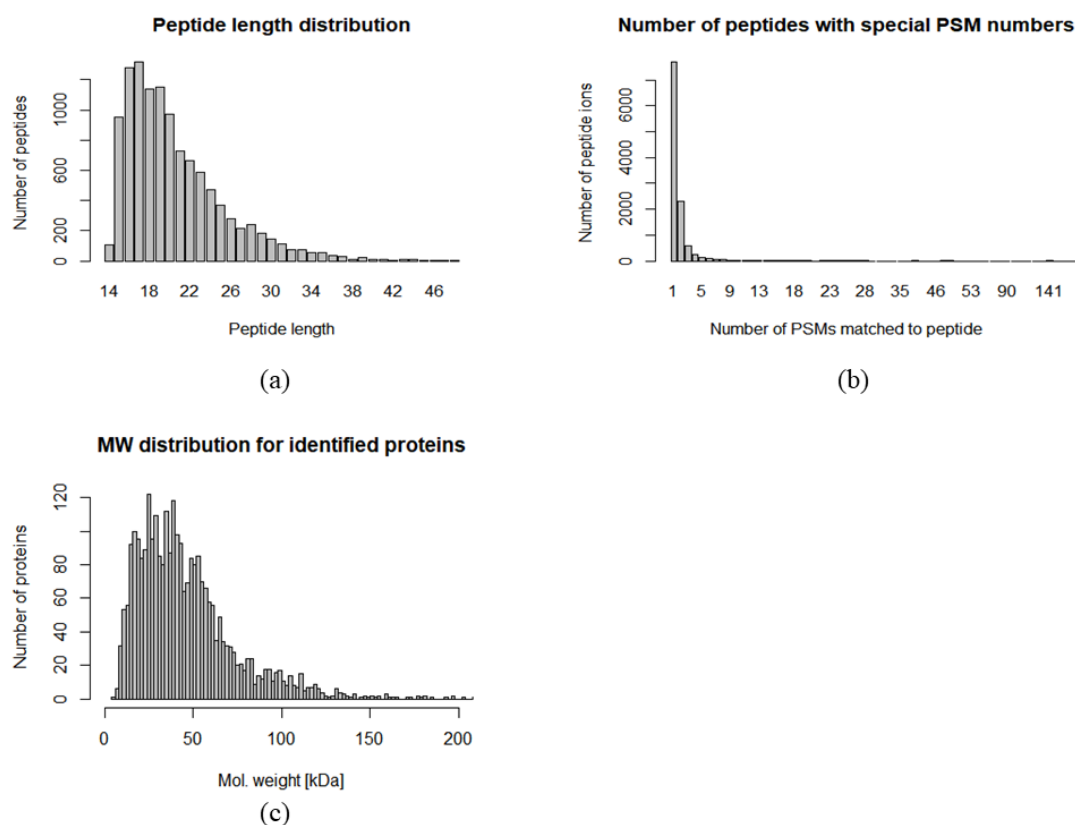 Peptide length distribution
Number of peptides
1000
600
200
0
14 18 22 26 30 34 38 42 46
Peptide length
(a)
Number of peptides with special PSM numbers
Number of peptide ions
6000
4000
2000
0
1 5 9 13 18 23 28 35 46 53 90 141
Number of PSMs matched to peptide
(b)
MW distribution for identified proteins
Number of proteins
120
80
60
40
20
0
0 50 100 150 200
Mol. weight [kDa]
(c)